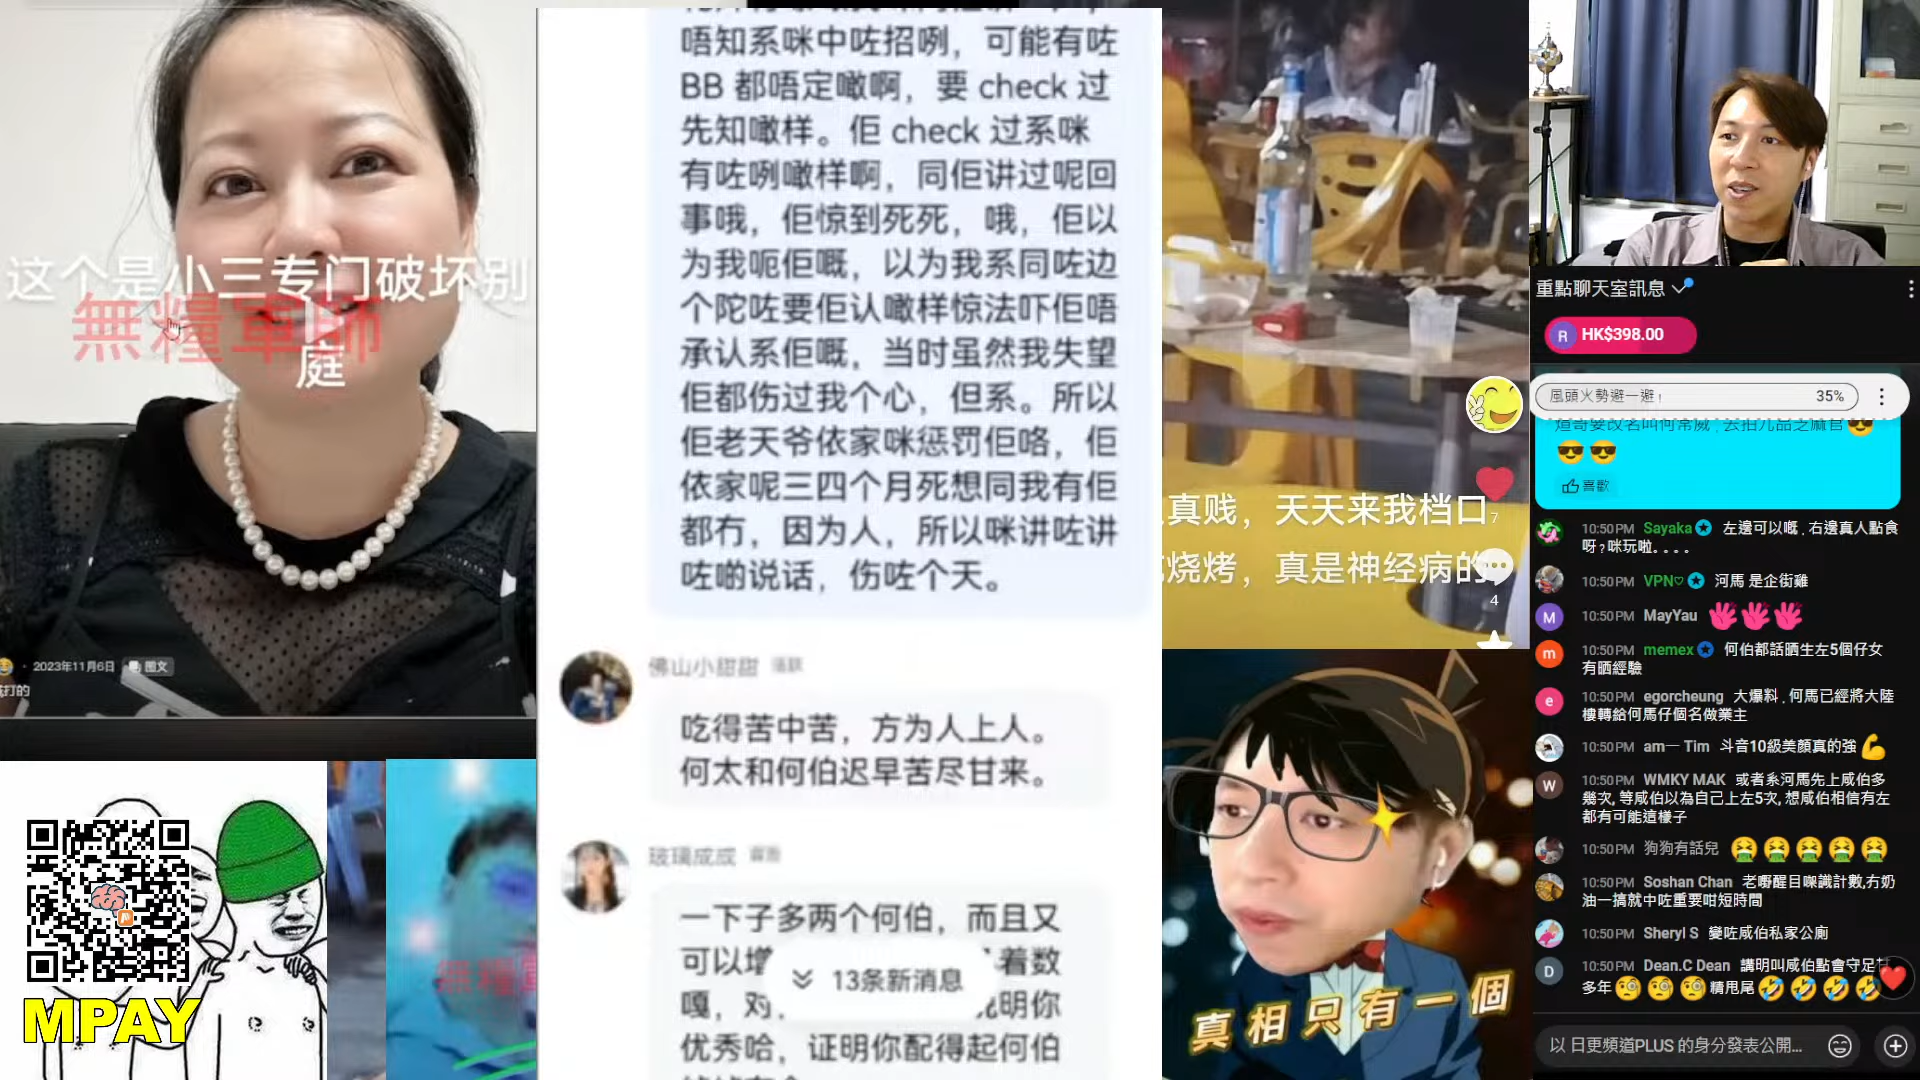 这个是小三专门破坏别
無糧軍師
庭
2023年11月6日
图文
打的
MPAY
唔知系咪中咗招咧，可能有咗
BB 都唔定噉啊，要 check 过
先知噉样。佢 check 过系咪
有咗咧噉样啊，同佢讲过呢回
事哦，佢惊到死死，哦，佢以
为我呃佢嘅，以为我系同咗边
个陀咗要佢认噉样惊法吓佢唔
承认系佢嘅，当时虽然我失望
佢都伤过我个心，但系。所以
佢老天爷依家咪惩罚佢咯，佢
依家呢三四个月死想同我有佢
都冇，因为人，所以咪讲咗讲
咗啲说话，伤咗个天。
佛山小甜甜
吃得苦中苦，方为人上人。
何太和何伯迟早苦尽甘来。
玻璃成成
一下子多两个何伯，而且又
可以增
着数
嘎，对
明你
优秀哈，证明你配得起何伯
13条新消息
真贱，天天来我档口
烧烤，真是神经病的
7
4
真相只有一個
重點聊天室訊息
R HK$398.00
風頭火勢避一避！ 35%
喜歡
10:50 PM Sayaka 左邊可以嘅 , 右邊真人點食
呀 ? 咪玩啦。。。。
10:50 PM VPN♡ 河馬 是企街雞
M 10:50 PM MayYau
m 10:50 PM memex 何伯都話晒生左5個仔女
有晒經驗
e 10:50 PM egorcheung 大爆料 , 何馬已經將大陸
樓轉給何馬仔個名做業主
10:50 PM am一 Tim 斗音10級美顏真的強
W 10:50 PM WMKY MAK 或者系河馬先上咸伯多
幾次, 等咸伯以為自己上左5次, 想咸伯相信有左
都有可能這樣子
10:50 PM 狗狗有話兒
10:50 PM Soshan Chan 老嘢醒目㗎識計數,冇奶
油一搞就中咗重要咁短時間
10:50 PM Sheryl S 變咗咸伯私家公廁
D 10:50 PM Dean.C Dean 講明叫咸伯點會守足廿
多年 精甩尾
以 日更頻道PLUS 的身分發表公開...